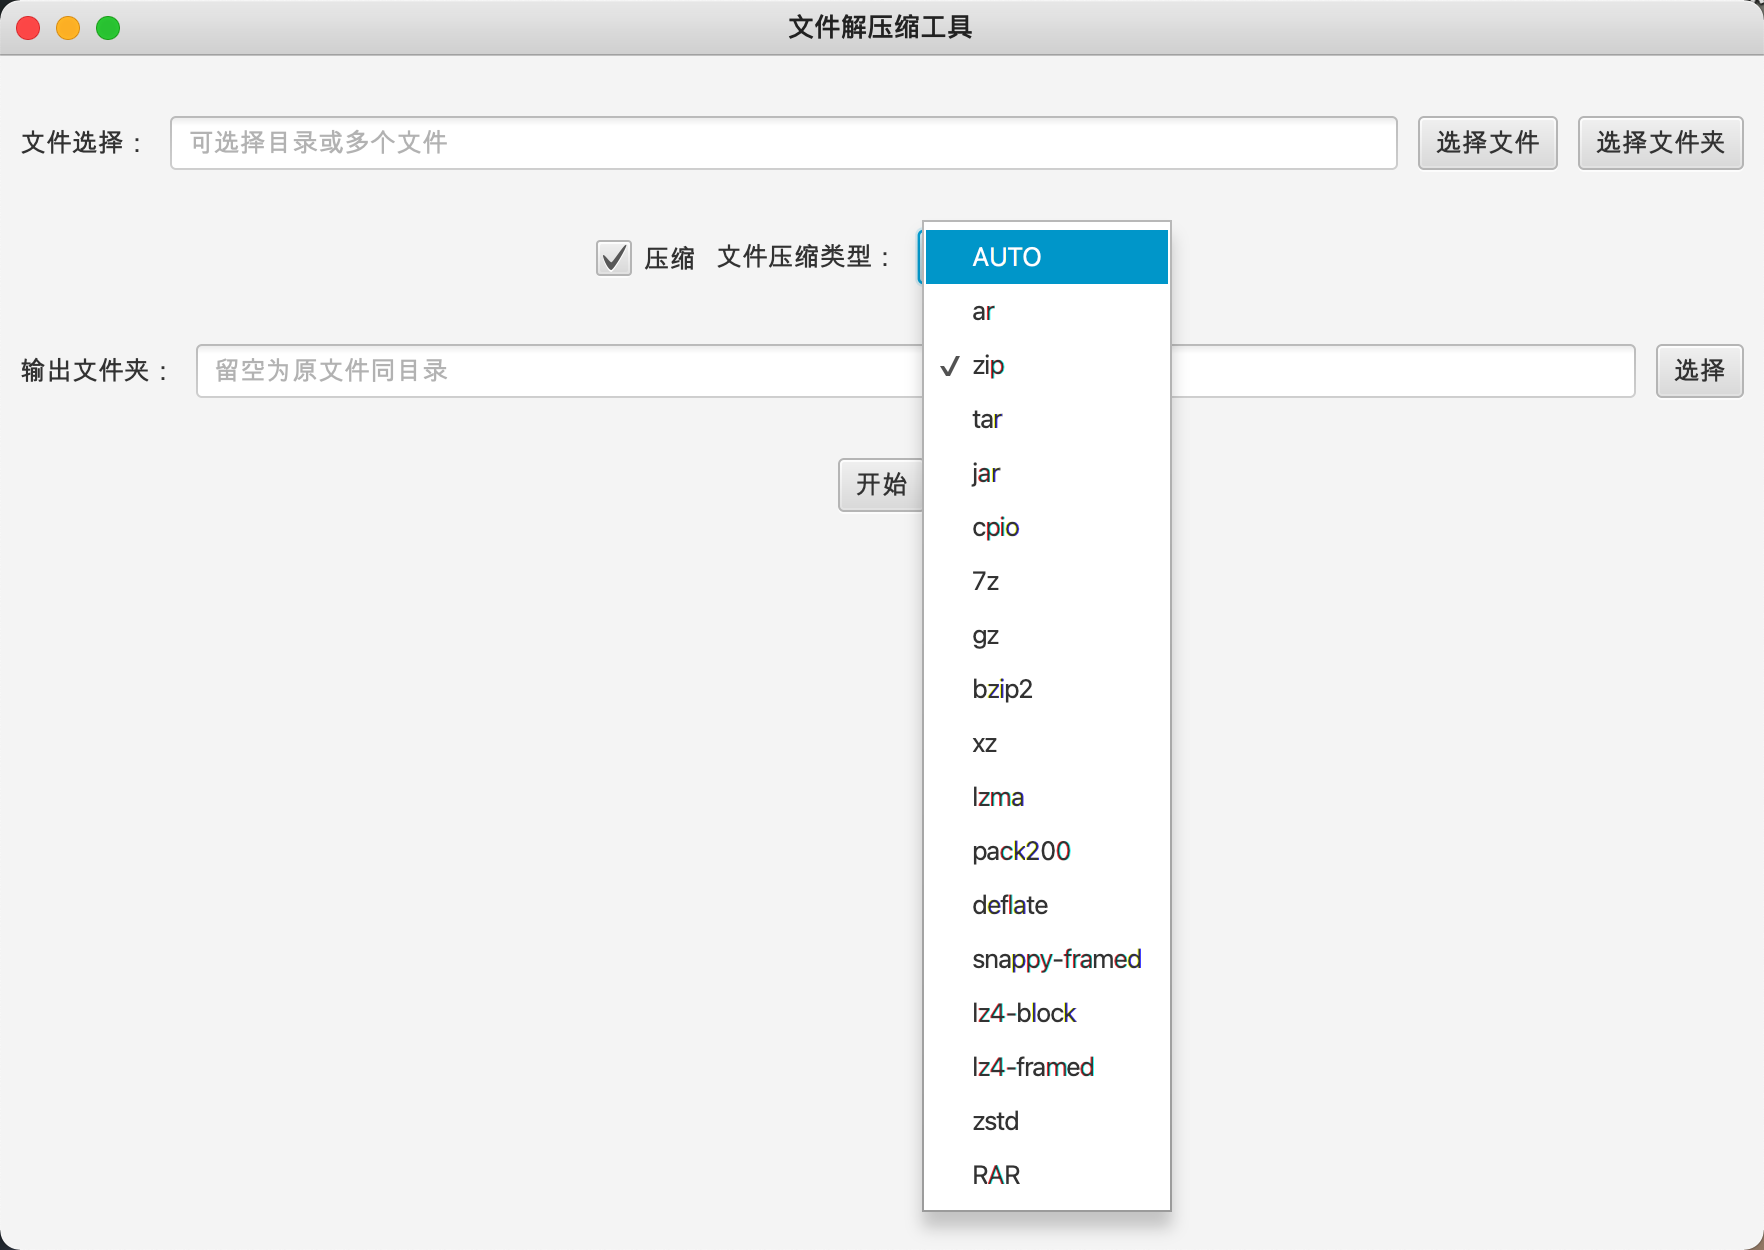 文件解压缩工具
文件选择： 可选择目录或多个文件 选择文件 选择文件夹
压缩 文件压缩类型：
输出文件夹： 留空为原文件同目录 选择
开始
AUTO
ar
zip
tar
jar
cpio
7z
gz
bzip2
xz
lzma
pack200
deflate
snappy-framed
lz4-block
lz4-framed
zstd
RAR